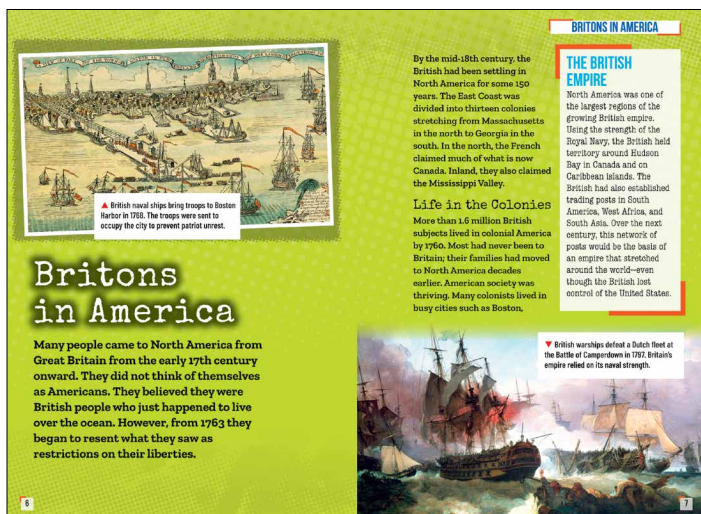 ▲ British naval ships bring troops to Boston
Harbor in 1768. The troops were sent to
occupy the city to prevent patriot unrest.
Britons
in America
Many people came to North America from
Great Britain from the early 17th century
onward. They did not think of themselves
as Americans. They believed they were
British people who just happened to live
over the ocean. However, from 1763 they
began to resent what they saw as
restrictions on their liberties.
6
BRITONS IN AMERICA
By the mid-18th century, the
British had been settling in
North America for some 150
years. The East Coast was
divided into thirteen colonies
stretching from Massachusetts
in the north to Georgia in the
south. In the north, the French
claimed much of what is now
Canada. Inland, they also claimed
the Mississippi Valley.
Life in the Colonies
More than 1.6 million British
subjects lived in colonial America
by 1760. Most had never been to
Britain; their families had moved
to North America decades
earlier. American society was
thriving. Many colonists lived in
busy cities such as Boston,
THE BRITISH
EMPIRE
North America was one of
the largest regions of the
growing British empire.
Using the strength of the
Royal Navy, the British held
territory around Hudson
Bay in Canada and on
Caribbean islands. The
British had also established
trading posts in South
America, West Africa, and
South Asia. Over the next
century, this network of
posts would be the basis of
an empire that stretched
around the world—even
though the British lost
control of the United States.
▼ British warships defeat a Dutch fleet at
the Battle of Camperdown in 1797. Britain's
empire relied on its naval strength.
7